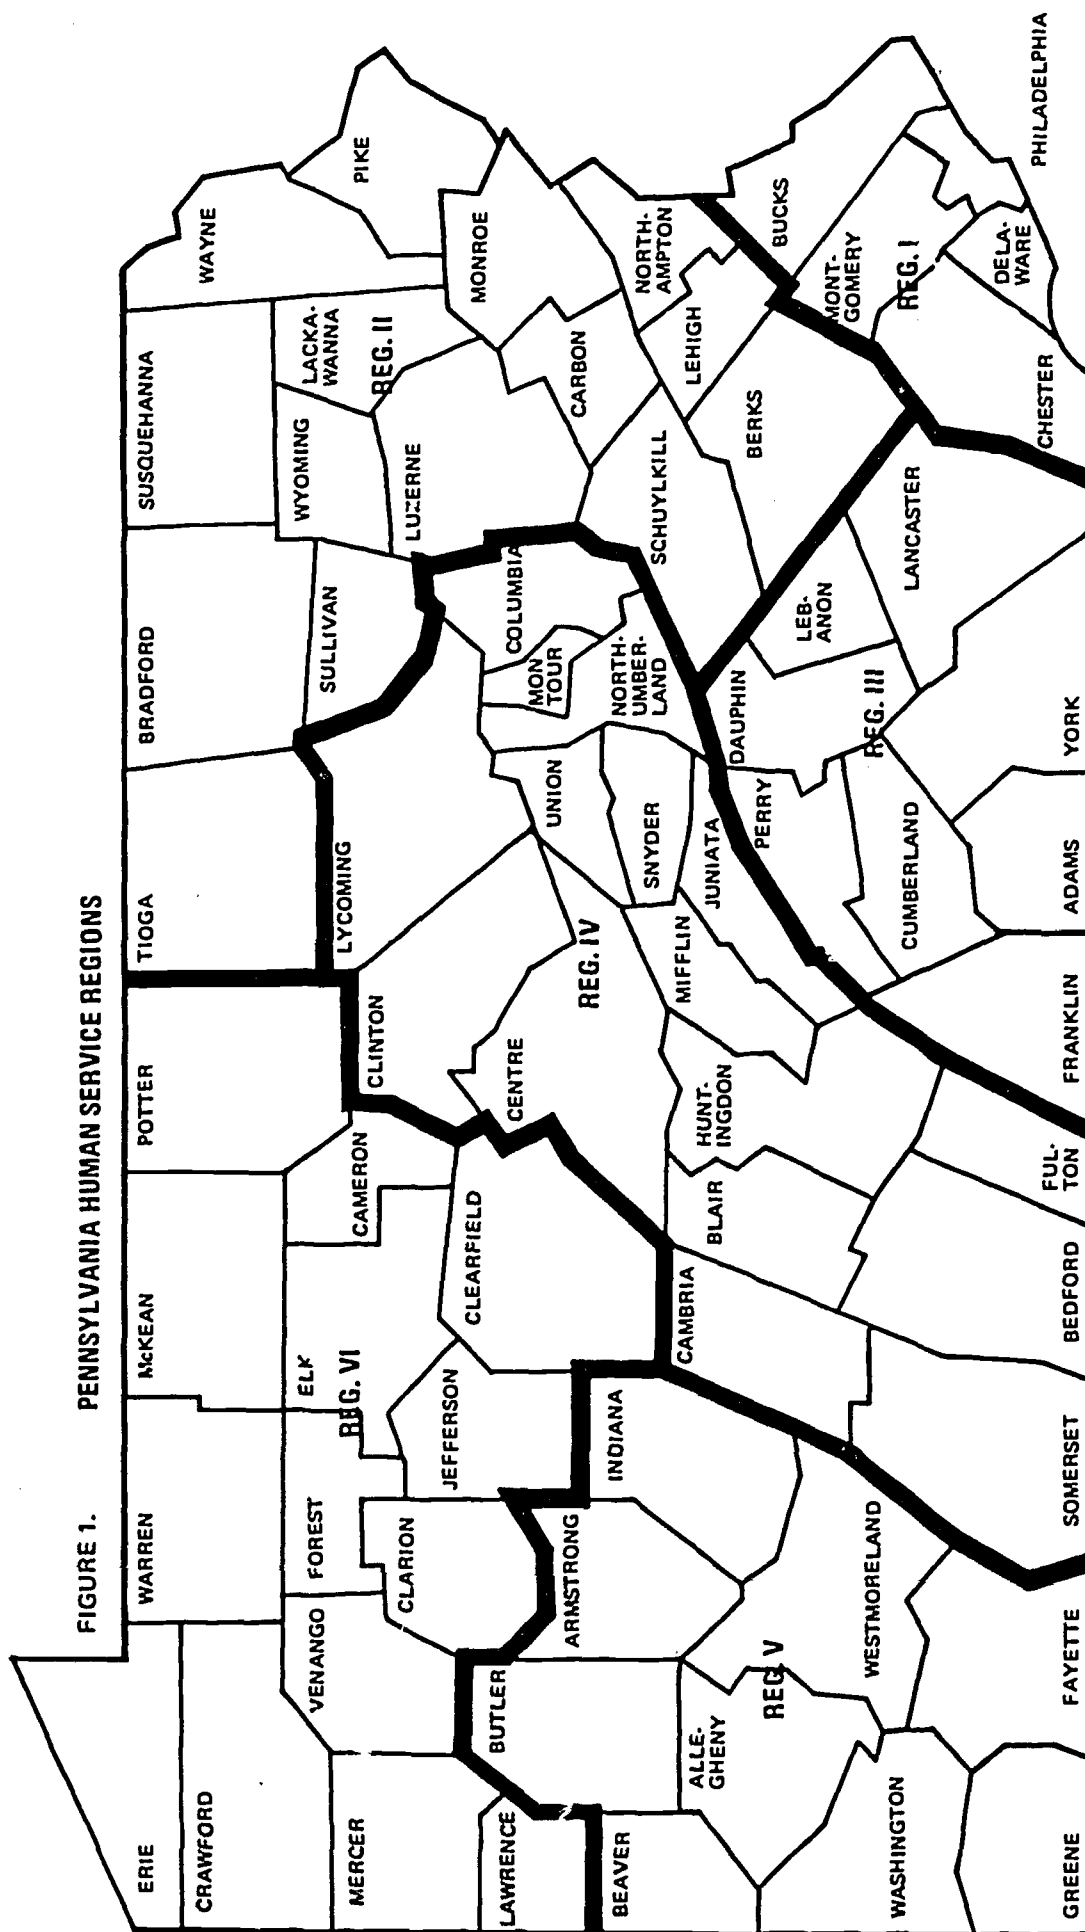 FIGURE 1. PENNSYLVANIA HUMAN SERVICE REGIONS
ERIE
CRAWFORD
WARREN
McKEAN
POTTER
TIOGA
BRADFORD
SUSQUEHANNA
WAYNE
MERCER
VENANGO
FOREST
ELK
REG. VI
CAMERON
CLINTON
LYCOMING
SULLIVAN
WYOMING
LACKA-
WANNA
REG. II
PIKE
LAWRENCE
BUTLER
CLARION
JEFFERSON
CLEARFIELD
CENTRE
UNION
MON
TOUR
COLUMBIA
LUZERNE
MONROE
BEAVER
ARMSTRONG
INDIANA
REG. IV
SNYDER
NORTH-
UMBER-
LAND
SCHUYLKILL
CARBON
NORTH-
AMPTON
ALLE-
GHENY
REG. V
CAMBRIA
BLAIR
HUNT-
INGDON
MIFFLIN
JUNIATA
PERRY
DAUPHIN
LEB-
ANON
BERKS
LEHIGH
BUCKS
WASHINGTON
WESTMORELAND
CUMBERLAND
REG. III
LANCASTER
MONT-
GOMERY
REG. I
GREENE
FAYETTE
SOMERSET
BEDFORD
FUL-
TON
FRANKLIN
ADAMS
YORK
CHESTER
DELA-
WARE
PHILADELPHIA